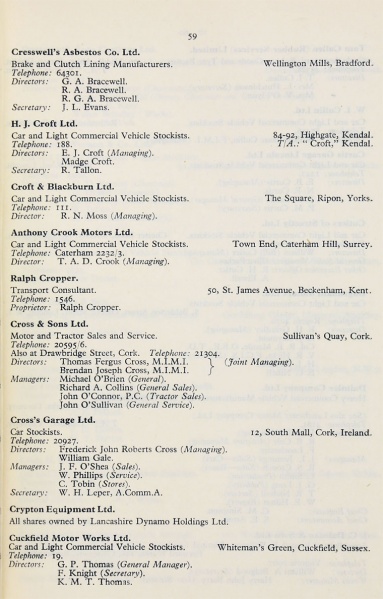 59
Cresswell's Asbestos Co. Ltd.
Brake and Clutch Lining Manufacturers. Wellington Mills, Bradford.
Telephone: 64301.
Directors: G. A. Bracewell.
R. A. Bracewell.
R. G. A. Bracewell.
Secretary: J. L. Evans.
H. J. Croft Ltd.
Car and Light Commercial Vehicle Stockists. 84-92, Highgate, Kendal.
Telephone: 188. T/A.: "Croft," Kendal.
Directors: E. J. Croft (Managing).
Madge Croft.
Secretary: R. Tallon.
Croft & Blackburn Ltd.
Car and Light Commercial Vehicle Stockists. The Square, Ripon, Yorks.
Telephone: 111.
Director: R. N. Moss (Managing).
Anthony Crook Motors Ltd.
Car and Light Commercial Vehicle Stockists. Town End, Caterham Hill, Surrey.
Telephone: Caterham 2232/3.
Director: T. A. D. Crook (Managing).
Ralph Cropper.
Transport Consultant. 50, St. James Avenue, Beckenham, Kent.
Telephone: 1546.
Proprietor: Ralph Cropper.
Cross & Sons Ltd.
Motor and Tractor Sales and Service. Sullivan's Quay, Cork.
Telephone: 20595/6.
Also at Drawbridge Street, Cork. Telephone: 21304.
Directors: Thomas Fergus Cross, M.I.M.I. } (Joint Managing).
Brendan Joseph Cross, M.I.M.I.
Managers: Michael O'Brien (General).
Richard A. Collins (General Sales).
John O'Connor, P.C. (Tractor Sales).
John O'Sullivan (General Service).
Cross's Garage Ltd.
Car Stockists. 12, South Mall, Cork, Ireland.
Telephone: 20927.
Directors: Frederick John Roberts Cross (Managing).
William Gale.
Managers: J. F. O'Shea (Sales).
W. Phillips (Service).
C. Tobin (Stores).
Secretary: W. H. Leper, A.Comm.A.
Crypton Equipment Ltd.
All shares owned by Lancashire Dynamo Holdings Ltd.
Cuckfield Motor Works Ltd.
Car and Light Commercial Vehicle Stockists. Whiteman's Green, Cuckfield, Sussex.
Telephone: 19.
Directors: G. P. Thomas (General Manager).
F. Knight (Secretary).
K. M. T. Thomas.